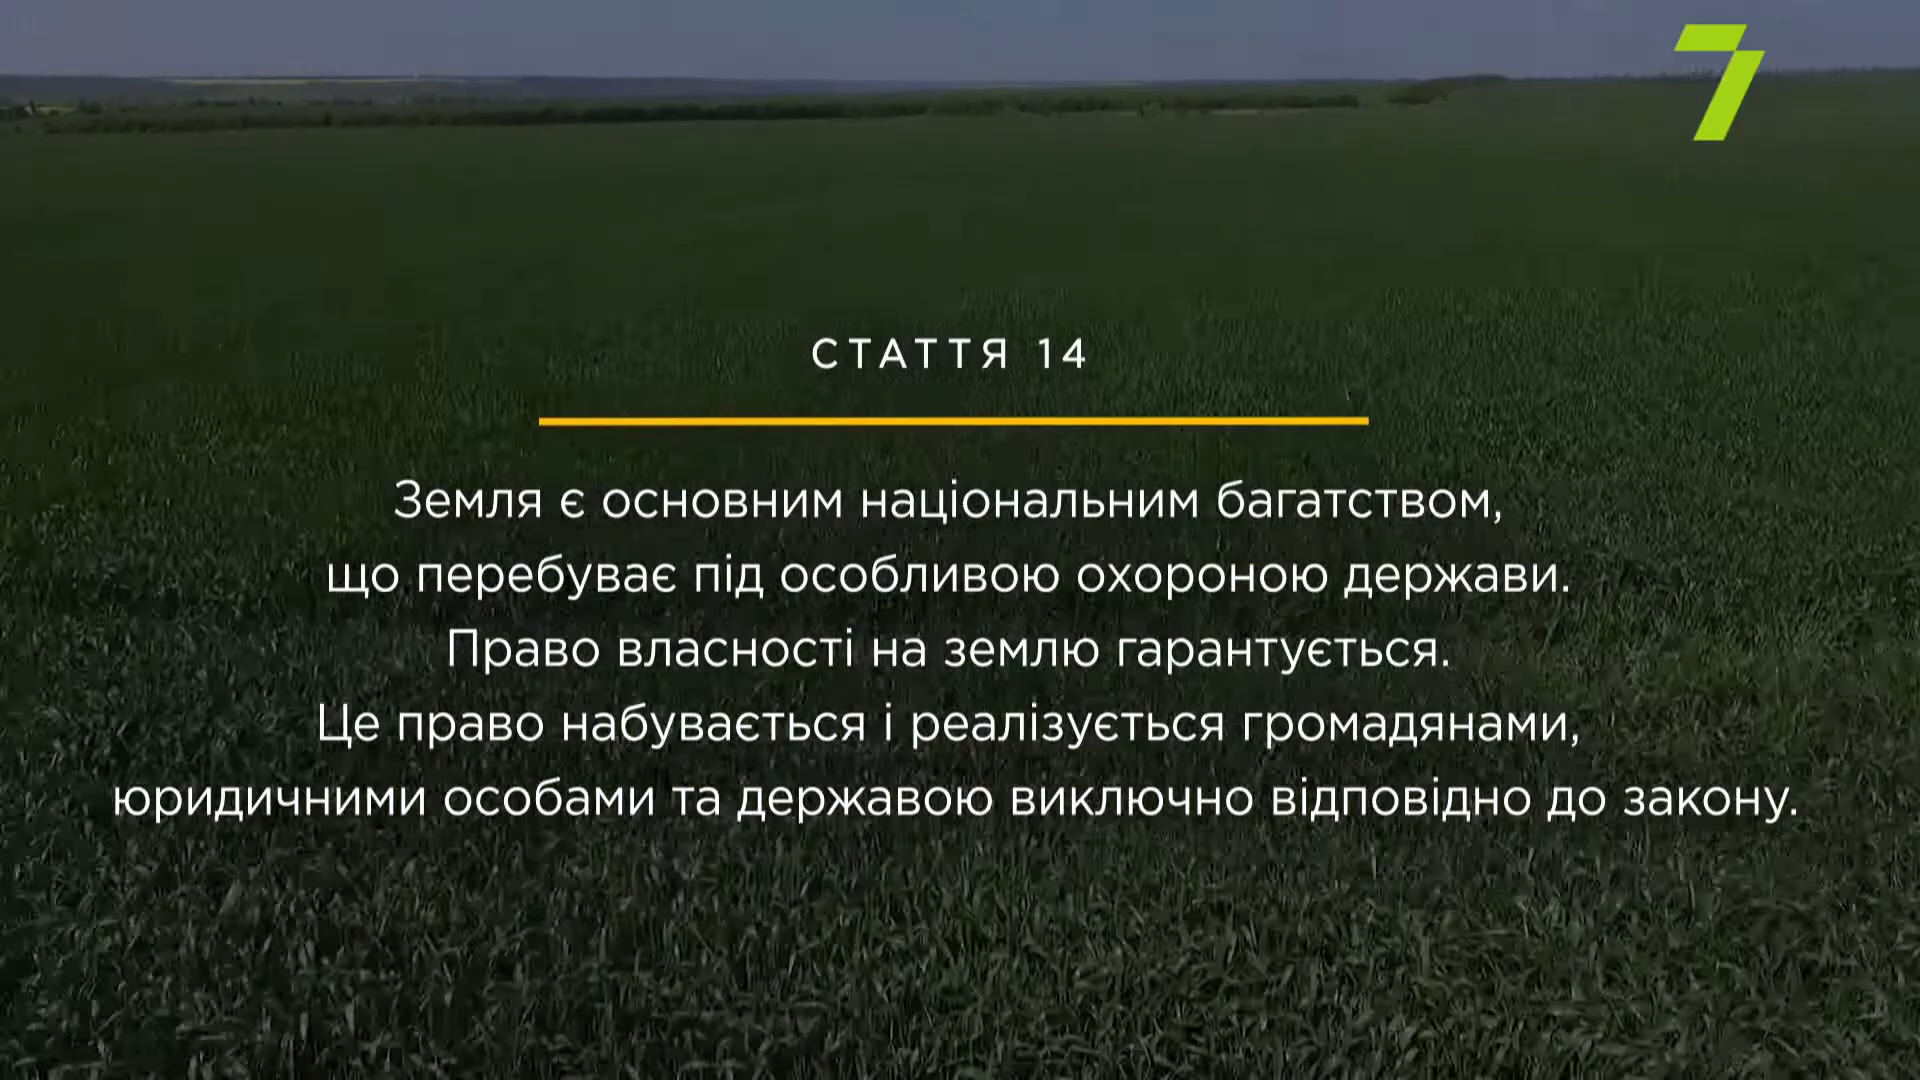 7
СТАТТЯ 14
Земля є основним національним багатством,
що перебуває під особливою охороною держави.
Право власності на землю гарантується.
Це право набувається і реалізується громадянами,
юридичними особами та державою виключно відповідно до закону.